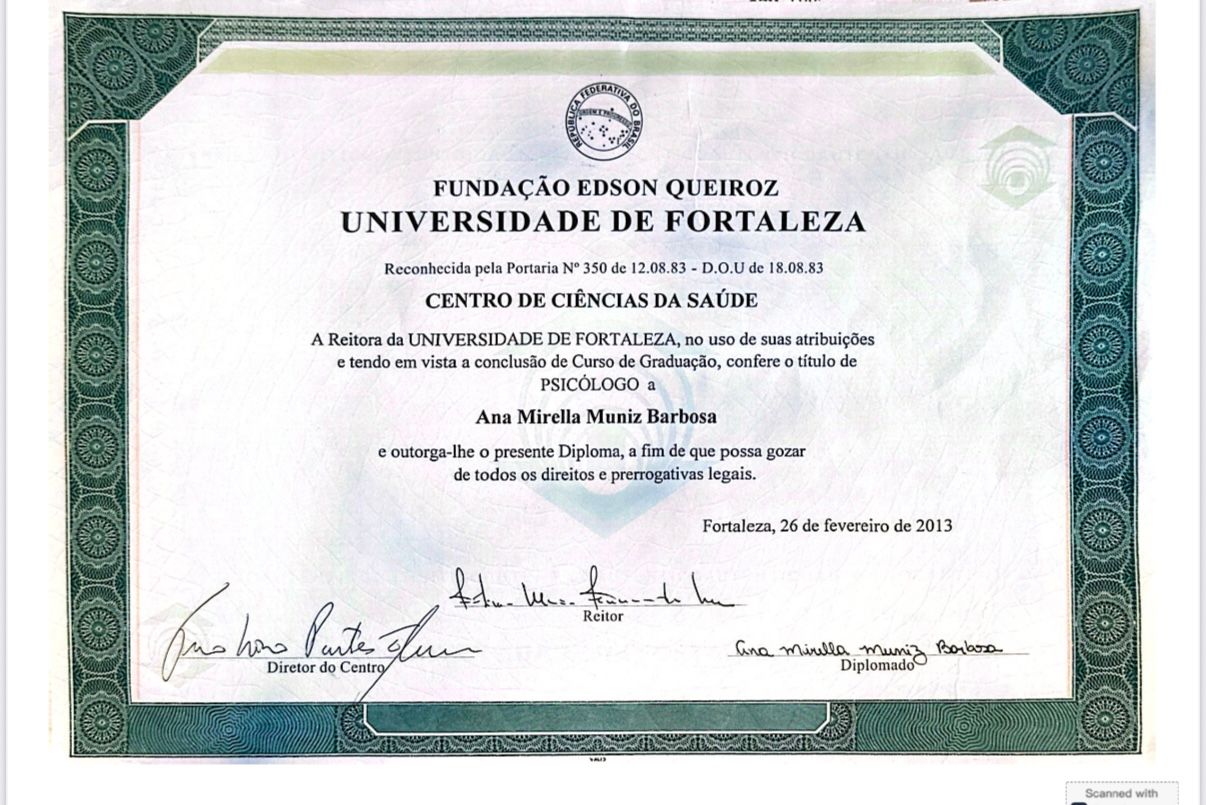 REPÚBLICA FEDERATIVA DO BRASIL
FUNDAÇÃO EDSON QUEIROZ
UNIVERSIDADE DE FORTALEZA
Reconhecida pela Portaria Nº 350 de 12.08.83 - D.O.U de 18.08.83
CENTRO DE CIÊNCIAS DA SAÚDE
A Reitora da UNIVERSIDADE DE FORTALEZA, no uso de suas atribuições
e tendo em vista a conclusão de Curso de Graduação, confere o título de
PSICÓLOGO a
Ana Mirella Muniz Barbosa
e outorga-lhe o presente Diploma, a fim de que possa gozar
de todos os direitos e prerrogativas legais.
Fortaleza, 26 de fevereiro de 2013
Reitor
Diretor do Centro
Ana Mirella Muniz Barbosa
Diplomado
Scanned with